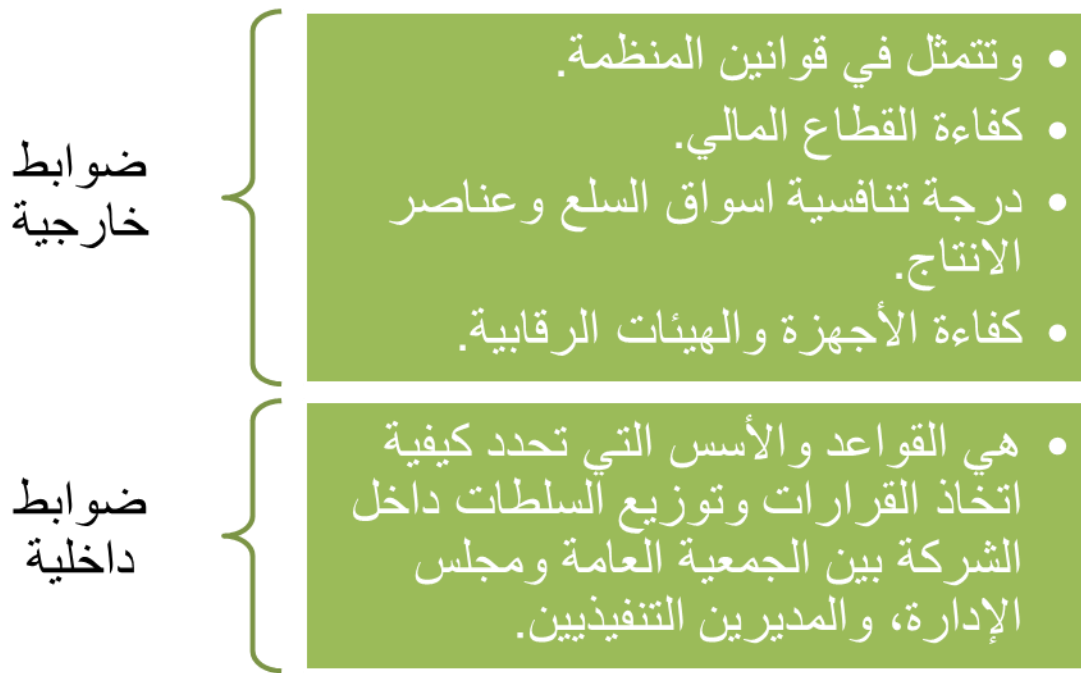 ضوابط
خارجية
• وتتمثل في قوانين المنظمة.
• كفاءة القطاع المالي.
• درجة تنافسية اسواق السلع وعناصر
الانتاج.
• كفاءة الأجهزة والهيئات الرقابية.
ضوابط
داخلية
• هي القواعد والأسس التي تحدد كيفية
اتخاذ القرارات وتوزيع السلطات داخل
الشركة بين الجمعية العامة ومجلس
الإدارة، والمديرين التنفيذيين.